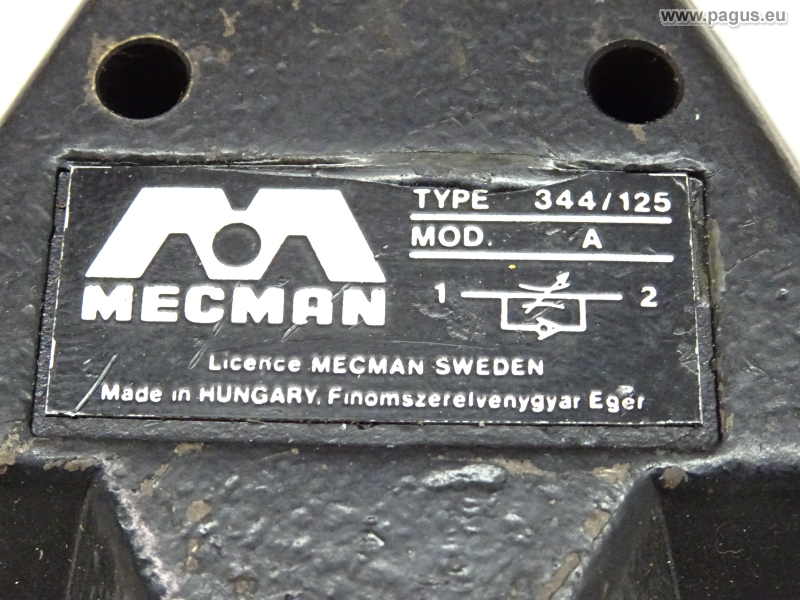 www.pagus.eu
TYPE 344/125
MOD. A
MECMAN
1 2
Licence MECMAN SWEDEN
Made in HUNGARY. Finomszerelvenygyar Eger